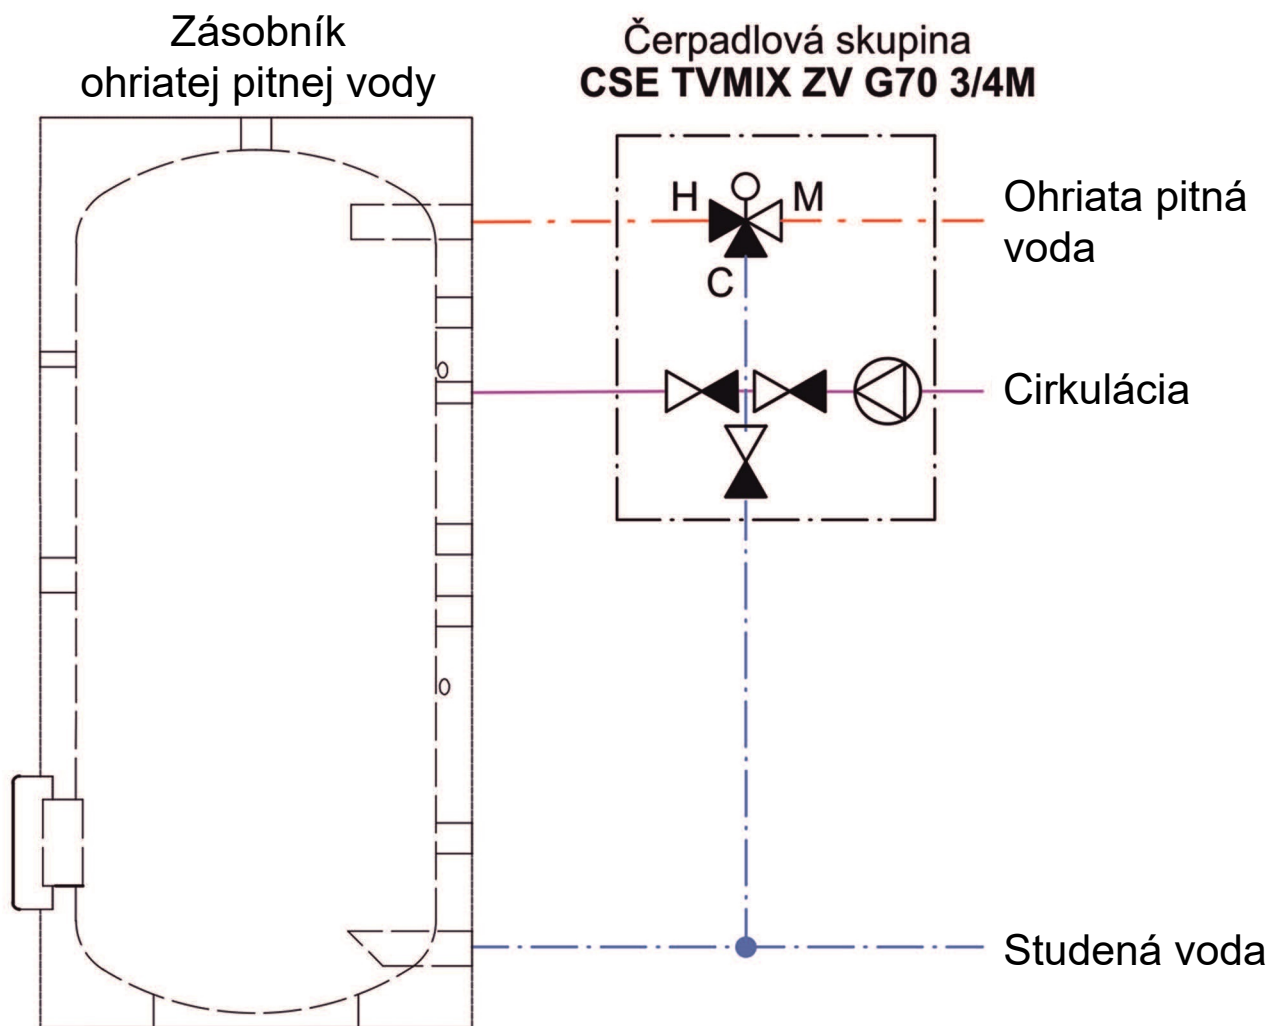 Zásobník
ohriatej pitnej vody
Čerpadlová skupina
CSE TVMIX ZV G70 3/4M
H
M
C
Ohriata pitná
voda
Cirkulácia
Studená voda